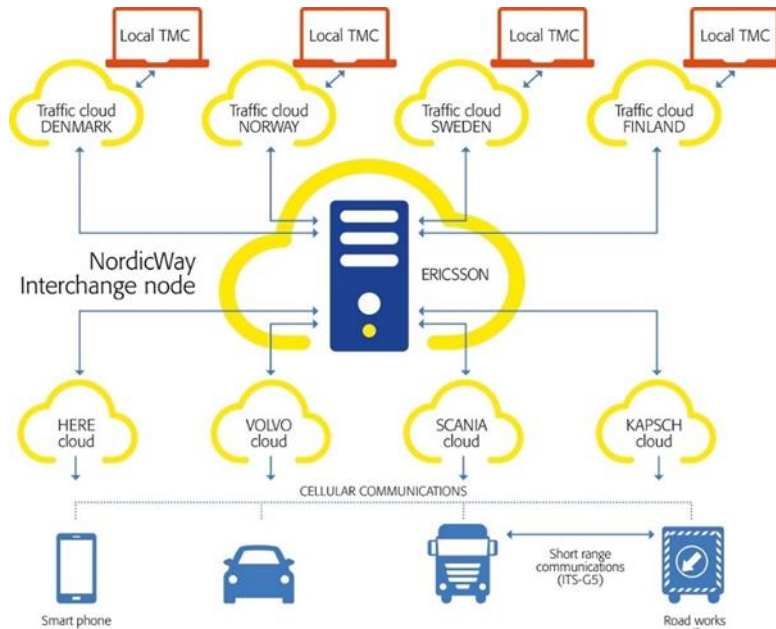 Local TMC
Local TMC
Local TMC
Local TMC
Traffic cloud
DENMARK
Traffic cloud
NORWAY
Traffic cloud
SWEDEN
Traffic cloud
FINLAND
NordicWay
Interchange node
ERICSSON
HERE
cloud
VOLVO
cloud
SCANIA
cloud
KAPSCH
cloud
CELLULAR COMMUNICATIONS
Short range
communications
(ITS-G5)
Smart phone
Road works